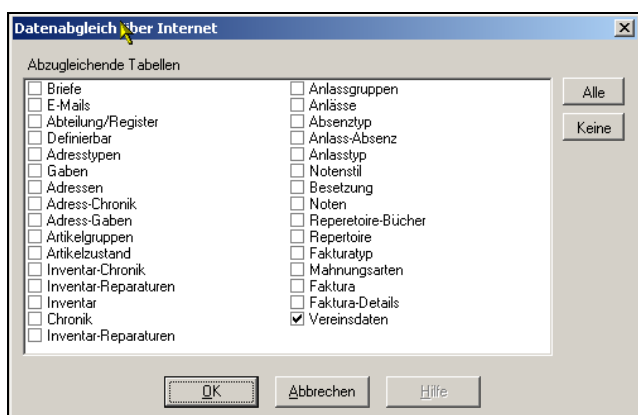 Datenabgleich über Internet
Abzugleichende Tabellen
Briefe
E-Mails
Abteilung/Register
Definierbar
Adresstypen
Gaben
Adressen
Adress-Chronik
Adress-Gaben
Artikelgruppen
Artikelzustand
Inventar-Chronik
Inventar-Reparaturen
Inventar
Chronik
Inventar-Reparaturen
Anlassgruppen
Anlässe
Absenztyp
Anlass-Absenz
Anlasstyp
Notenstil
Besetzung
Noten
Reperetoire-Bücher
Repertoire
Fakturatyp
Mahnungsarten
Faktura
Faktura-Details
Vereinsdaten
Alle
Keine
OK
Abbrechen
Hilfe